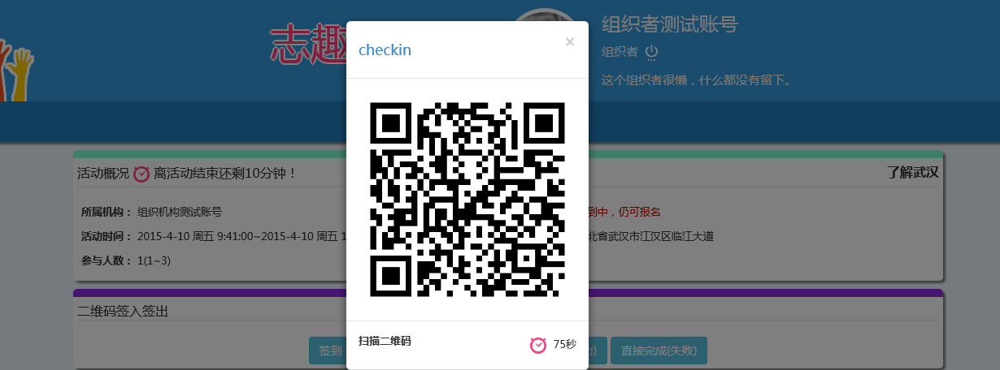 志趣
组织者测试账号
组织者
这个组织者很懒，什么都没有留下。
checkin
×
活动概况 离活动结束还剩10分钟！
了解武汉
所属机构： 组织机构测试账号
到中，仍可报名
活动时间： 2015-4-10 周五 9:41:00~2015-4-10 周五 1
省武汉市江汉区临江大道
参与人数： 1(1~3)
二维码签入签出
扫描二维码
75秒
签到
直接完成(失败)